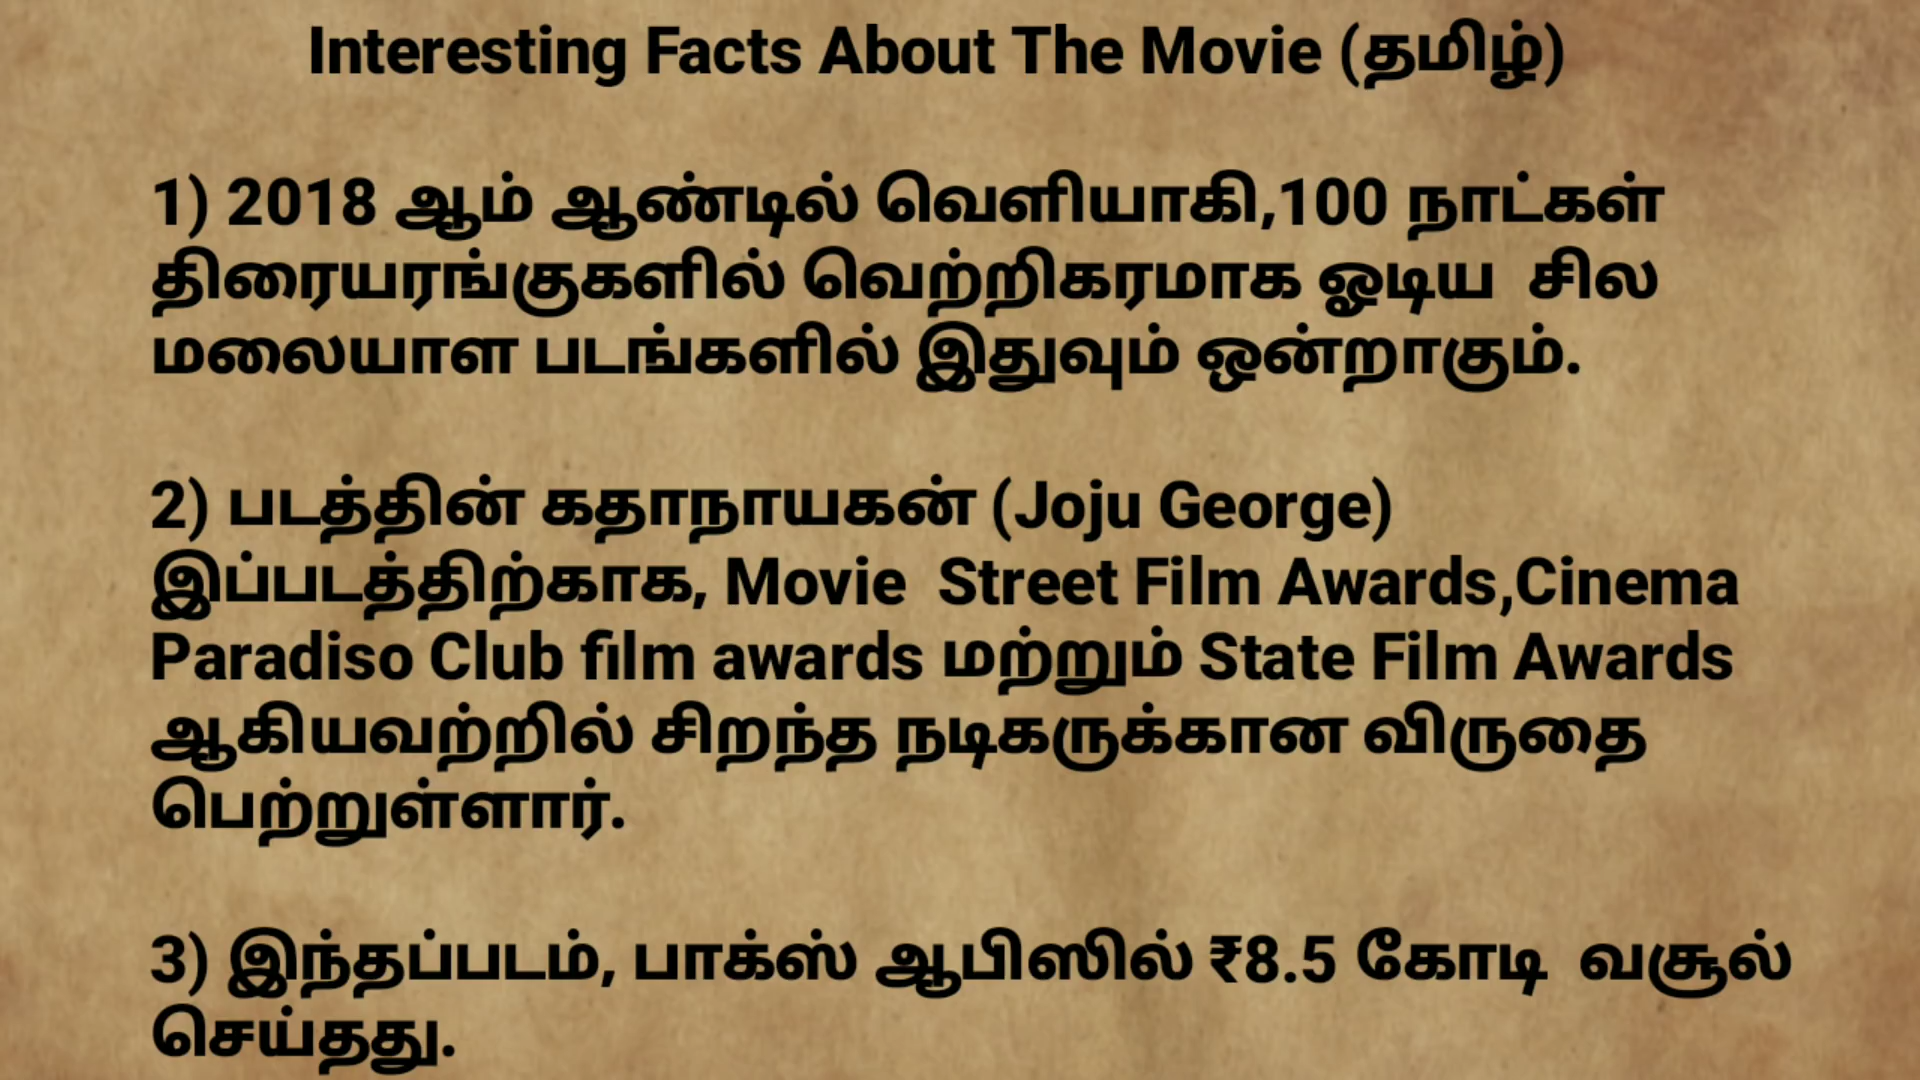 Interesting Facts About The Movie (தமிழ்)
1) 2018 ஆம் ஆண்டில் வெளியாகி,100 நாட்கள்
திரையரங்குகளில் வெற்றிகரமாக ஓடிய சில
மலையாள படங்களில் இதுவும் ஒன்றாகும்.
2) படத்தின் கதாநாயகன் (Joju George)
இப்படத்திற்காக, Movie Street Film Awards,Cinema
Paradiso Club film awards மற்றும் State Film Awards
ஆகியவற்றில் சிறந்த நடிகருக்கான விருதை
பெற்றுள்ளார்.
3) இந்தப்படம், பாக்ஸ் ஆபிஸில் ₹8.5 கோடி வசூல்
செய்தது.